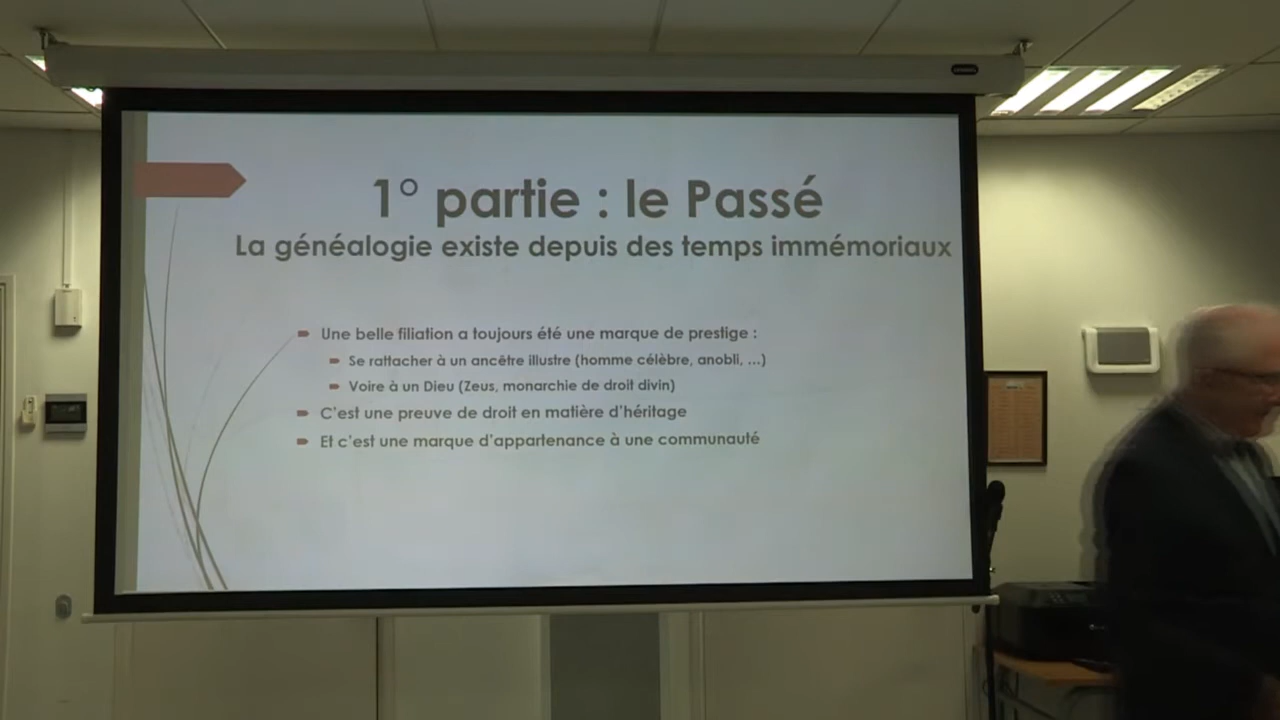 1° partie : le Passé
La généalogie existe depuis des temps immémoriaux
Une belle filiation a toujours été une marque de prestige :
Se rattacher à un ancêtre illustre (homme célèbre, anobli, ...)
Voire à un Dieu (Zeus, monarchie de droit divin)
C'est une preuve de droit en matière d'héritage
Et c'est une marque d'appartenance à une communauté